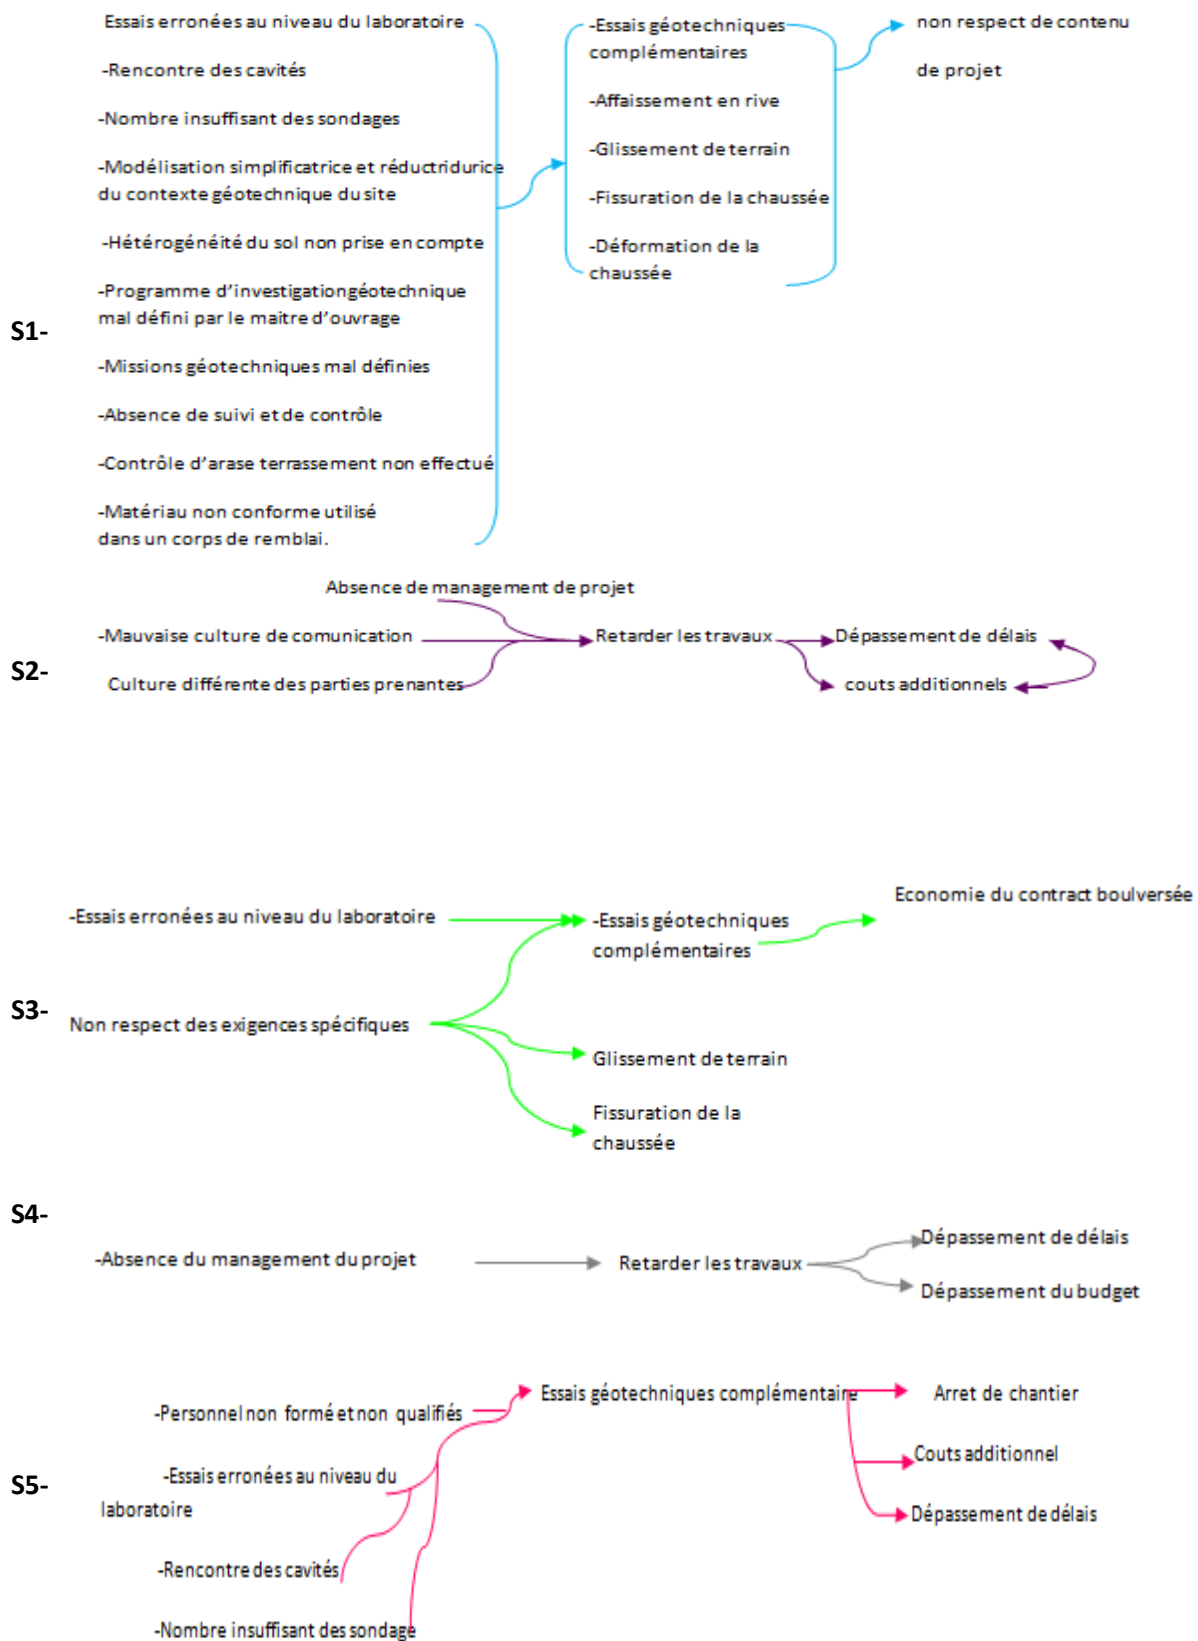 S1-
Essais erronées au niveau du laboratoire
-Rencontre des cavités
-Nombre insuffisant des sondages
-Modélisation simplificatrice et réductridurice
du contexte géotechnique du site
-Hétérogénéité du sol non prise en compte
-Programme d'investigation géotechnique
mal défini par le maitre d'ouvrage
-Missions géotechniques mal définies
-Absence de suivi et de contrôle
-Contrôle d'arase terrassement non effectué
-Matériau non conforme utilisé
dans un corps de remblai.
-Essais géotechniques
complémentaires
-Affaissement en rive
-Glissement de terrain
-Fissuration de la chaussée
-Déformation de la
chaussée
non respect de contenu
de projet
S2-
Absence de management de projet
-Mauvaise culture de comunication
Culture différente des parties prenantes
Retarder les travaux
Dépassement de délais
couts additionnels
S3-
-Essais erronées au niveau du laboratoire
Non respect des exigences spécifiques
-Essais géotechniques
complémentaires
Glissement de terrain
Fissuration de la
chaussée
Economie du contract boulversée
S4-
-Absence du management du projet
Retarder les travaux
Dépassement de délais
Dépassement du budget
S5-
-Personnel non formé et non qualifiés
-Essais erronées au niveau du
laboratoire
-Rencontre des cavités
-Nombre insuffisant des sondage
Essais géotechniques complémentaire
Arret de chantier
Couts additionnel
Dépassement de délais